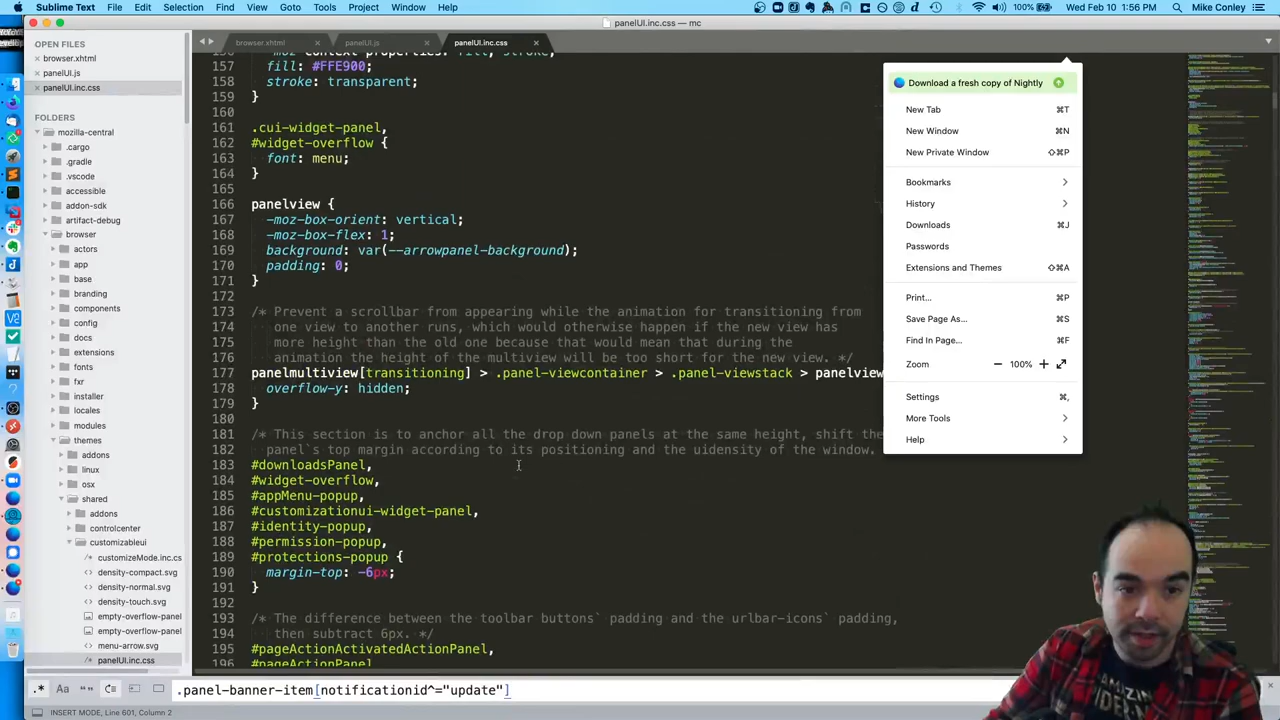 Sublime Text File Edit Selection Find View Goto Tools Project Window Help 100% Wed Feb 10 1:56 PM Mike Conley
panelUI.inc.css — mc
OPEN FILES
browser.xhtml
panelUI.js
panelUI.inc.css
FOLDERS
mozilla-central
.cargo
.gradle
.vscode
accessible
addon-sdk
artifact-debug
browser
actors
app
base
branding
components
config
docs
extensions
fonts
fxr
installer
locales
modules
themes
addons
linux
osx
shared
addons
controlcenter
customizableui
customizeMode.inc.cs
density-compact.svg
density-normal.svg
density-touch.svg
empty-overflow-panel
empty-overflow-panel
menu-arrow.svg
panelUI.inc.css
browser.xhtml panelUI.js panelUI.inc.css
157 fill: #FFE900;
158 stroke: transparent;
159 }
160
161 .cui-widget-panel,
162 #widget-overflow {
163 font: menu;
164 }
165
166 panelview {
167 -moz-box-orient: vertical;
168 -moz-box-flex: 1;
169 background: var(--arrowpanel-background);
170 padding: 0;
171 }
172
173 /* Prevent a scrollbar from appearing while the animation for transitioning from
174 one view to another runs, which would otherwise happen if the new view has
175 more height than the old one because that would mean that during the
176 animation the height of the new view will be too short for the new view. */
177 panelmultiview[transitioning] > .panel-viewcontainer > .panel-viewstack > panelview
178 overflow-y: hidden;
179 }
180
181 /* This section is to anchor all the drop down panels at the same height, shift the
182
183 #downloadsPanel,
184 #widget-overflow,
185 #appMenu-popup,
186 #customizationui-widget-panel,
187 #identity-popup,
188 #permission-popup,
189 #protections-popup {
190 margin-top: -6px;
191 }
192
193 /* The difference between the toolbar buttons` padding and the urlbar-icons` padding,
194 then subtract 6px
195 #pageActionActivatedActionPanel,
196 #pageActionPanel
Download a fresh copy of Nightly
New Tab ⌘T
New Window ⌘N
New Private Window ⇧⌘P
Bookmarks
History
Downloads ⌘J
Passwords
Extensions and Themes ⇧⌘A
Print... ⌘P
Save Page As... ⌘S
Find In Page... ⌘F
Zoom − 100% +
Settings ⌘,
More Tools
Help
.* Aa “” .panel-banner-item[notificationid^="update"]
INSERT MODE, Line 601, Column 2